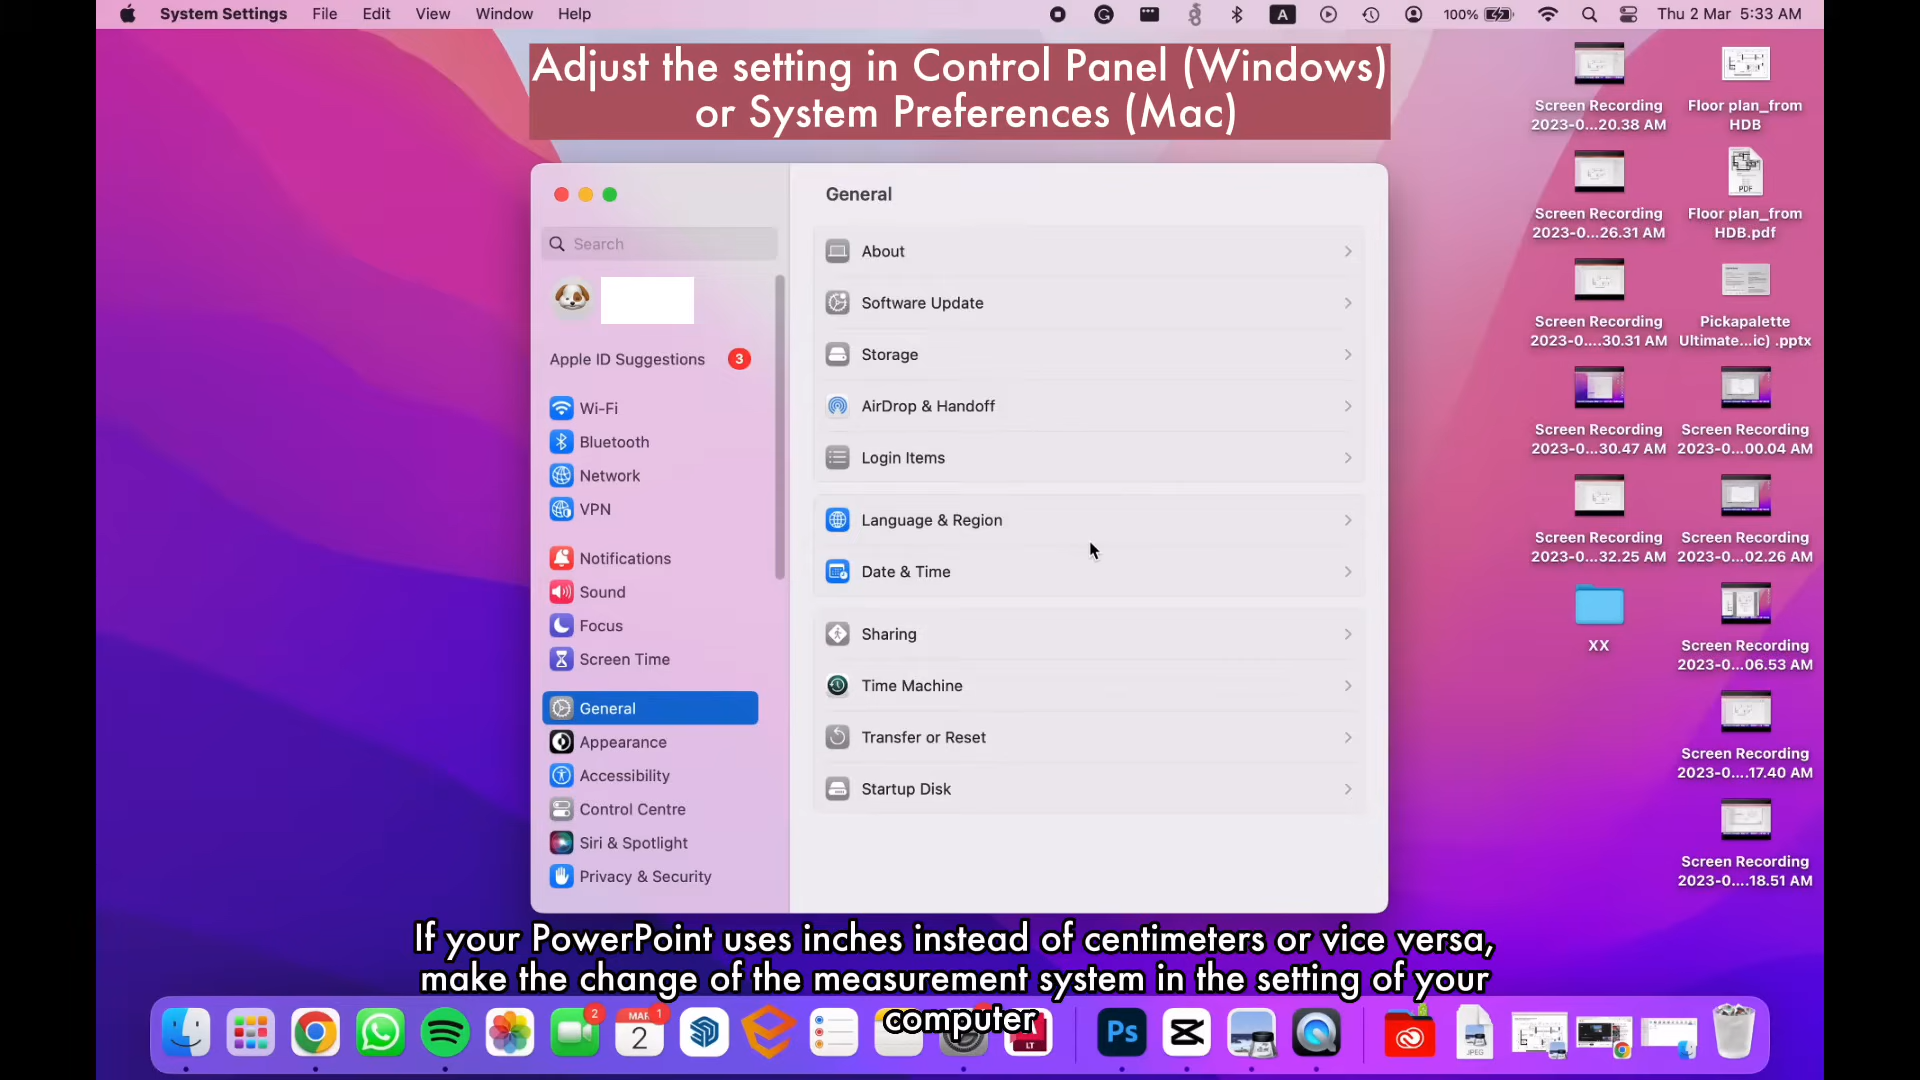 System Settings File Edit View Window Help
A
100%
Thu 2 Mar 5:33 AM
Adjust the setting in Control Panel (Windows)
or System Preferences (Mac)
General
Search
Apple ID Suggestions 3
Wi-Fi
Bluetooth
Network
VPN
Notifications
Sound
Focus
Screen Time
General
Appearance
Accessibility
Control Centre
Siri & Spotlight
Privacy & Security
About
Software Update
Storage
AirDrop & Handoff
Login Items
Language & Region
Date & Time
Sharing
Time Machine
Transfer or Reset
Startup Disk
Screen Recording
2023-0...20.38 AM
Floor plan_from
HDB
Screen Recording
2023-0...26.31 AM
PDF
Floor plan_from
HDB.pdf
Screen Recording
2023-0....30.31 AM
Pickapalette
Ultimate...ic) .pptx
Screen Recording
2023-0...30.47 AM
Screen Recording
2023-0...00.04 AM
Screen Recording
2023-0...32.25 AM
Screen Recording
2023-0...02.26 AM
XX
Screen Recording
2023-0...06.53 AM
Screen Recording
2023-0....17.40 AM
Screen Recording
2023-0....18.51 AM
If your PowerPoint uses inches instead of centimeters or vice versa,
make the change of the measurement system in the setting of your
computer
2
MAR 1
2
LT
Ps
JPEG